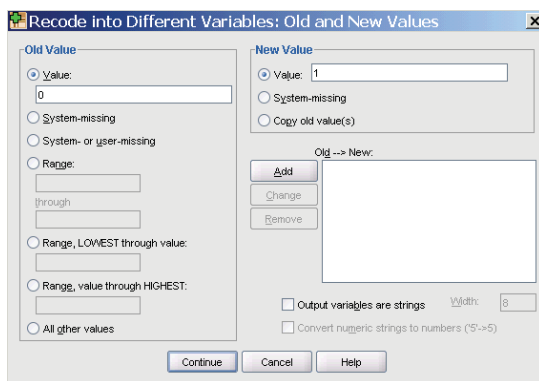 Recode into Different Variables: Old and New Values
Old Value
Value:
0
System-missing
System- or user-missing
Range:
through
Range, LOWEST through value:
Range, value through HIGHEST:
All other values
New Value
Value: 1
System-missing
Copy old value(s)
Old --> New:
Add
Change
Remove
Output variables are strings
Width: 8
Convert numeric strings to numbers ('5'->5)
Continue
Cancel
Help